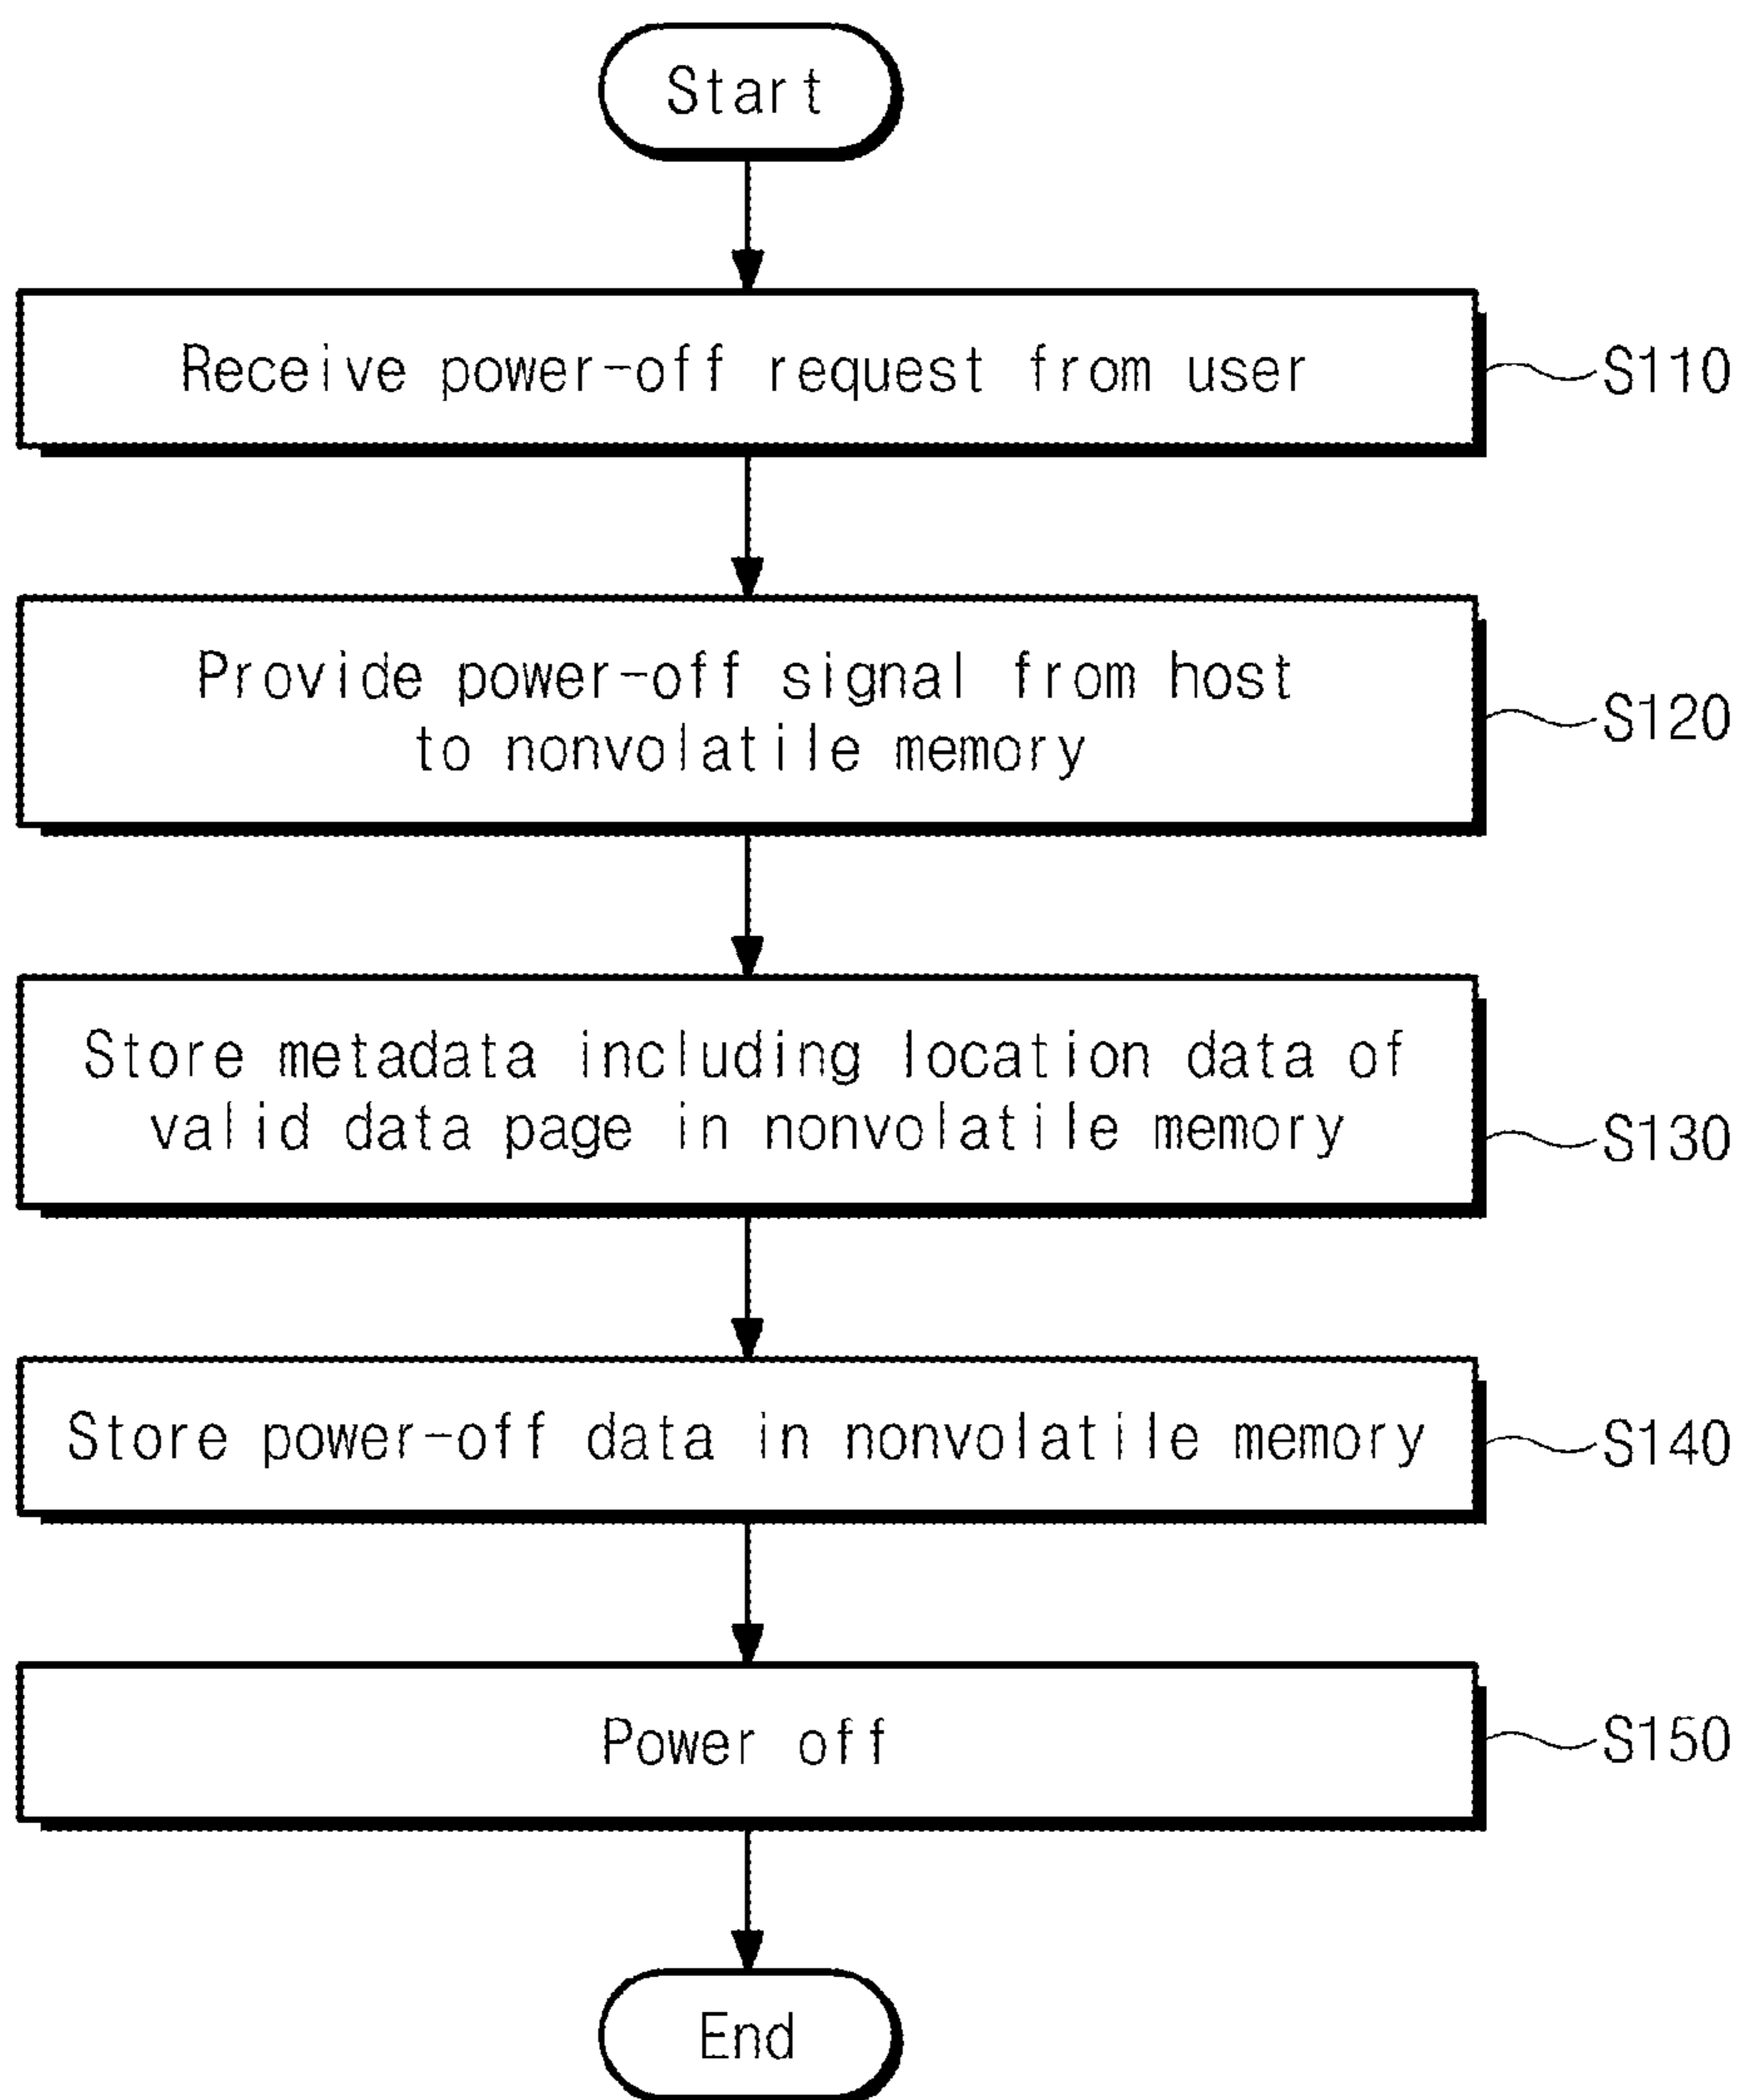 Start
Receive power-off request from user
S110
Provide power-off signal from host
to nonvolatile memory
S120
Store metadata including location data of
valid data page in nonvolatile memory
S130
Store power-off data in nonvolatile memory
S140
Power off
S150
End